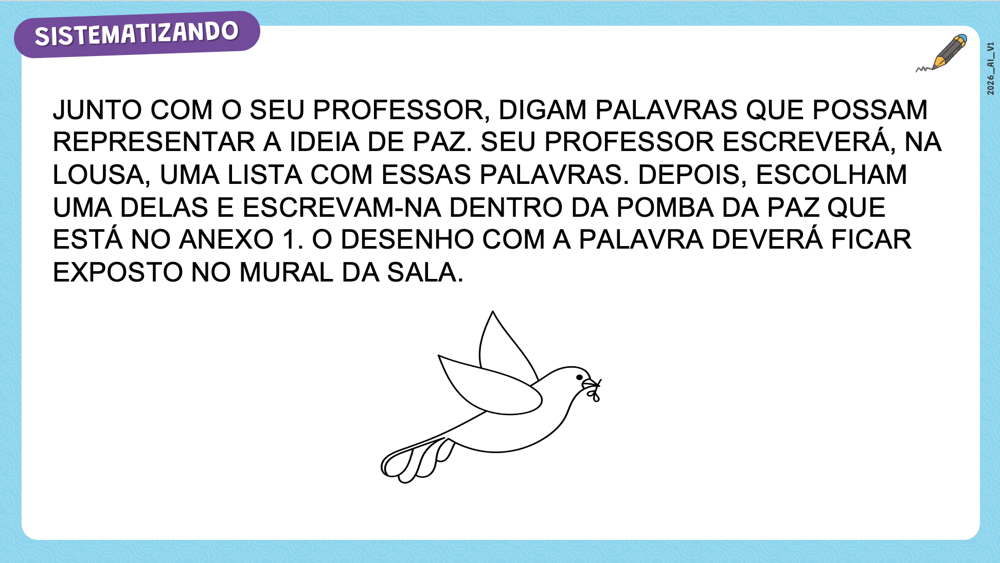 SISTEMATIZANDO
2026_AI_V1
JUNTO COM O SEU PROFESSOR, DIGAM PALAVRAS QUE POSSAM
REPRESENTAR A IDEIA DE PAZ. SEU PROFESSOR ESCREVERÁ, NA
LOUSA, UMA LISTA COM ESSAS PALAVRAS. DEPOIS, ESCOLHAM
UMA DELAS E ESCREVAM-NA DENTRO DA POMBA DA PAZ QUE
ESTÁ NO ANEXO 1. O DESENHO COM A PALAVRA DEVERÁ FICAR
EXPOSTO NO MURAL DA SALA.